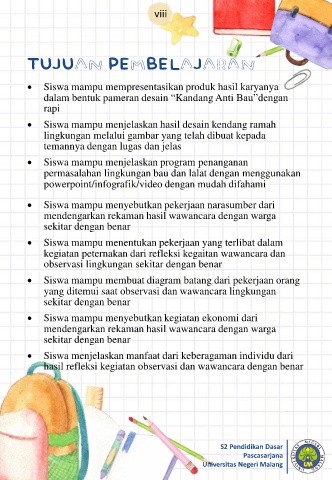 viii
TUJUAN PEMBELAJARAN
• Siswa mampu mempresentasikan produk hasil karyanya
dalam bentuk pameran desain “Kandang Anti Bau”dengan
rapi
• Siswa mampu menjelaskan hasil desain kendang ramah
lingkungan melalui gambar yang telah dibuat kepada
temannya dengan lugas dan jelas
• Siswa mampu menjelaskan program penanganan
permasalahan lingkungan bau dan lalat dengan menggunakan
powerpoint/infografik/video dengan mudah difahami
• Siswa mampu menyebutkan pekerjaan narasumber dari
mendengarkan rekaman hasil wawancara dengan warga
sekitar dengan benar
• Siswa mampu menentukan pekerjaan yang terlibat dalam
kegiatan peternakan dari refleksi kegaitan wawancara dan
observasi lingkungan sekitar dengan benar
• Siswa mampu membuat diagram batang dari pekerjaan orang
yang ditemui saat observasi dan wawancara lingkungan
sekitar dengan benar
• Siswa mampu menyebutkan kegiatan ekonomi dari
mendengarkan rekaman hasil wawancara dengan warga
sekitar dengan benar
• Siswa menjelaskan manfaat dari keberagaman individu dari
hasil refleksi kegiatan observasi dan wawancara dengan benar
S2 Pendidikan Dasar
Pascasarjana
Universitas Negeri Malang